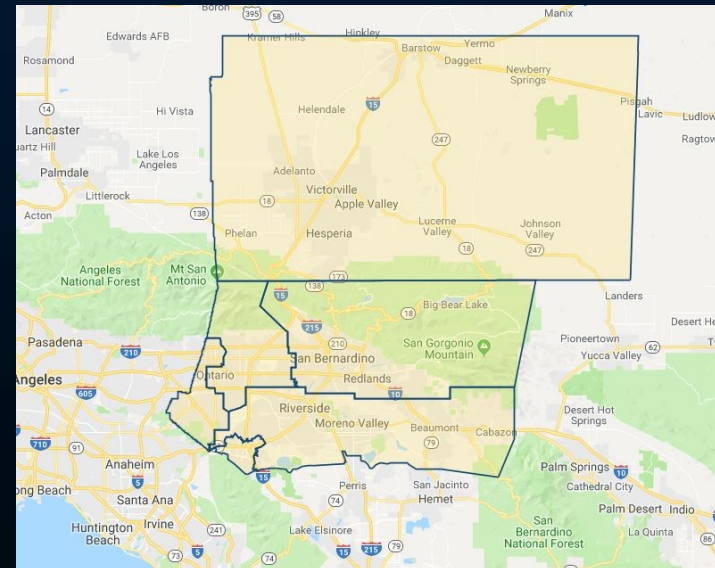 Boron
395
58
Manix
Edwards AFB
Kramer Hills
Hinkley
Barstow
Yermo
Daggett
Rosamond
Newberry
Springs
14
Hi Vista
Helendale
15
Pisgah
Lavic
Ludlow
Lancaster
uartz Hill
Lake Los
Angeles
247
Ragtow
Palmdale
Adelanto
Littlerock
Victorville
18
Apple Valley
Acton
138
Phelan
Hesperia
Lucerne
Valley
Johnson
Valley
18
247
Angeles
National Forest
Mt San
Antonio
173
138
15
Big Bear Lake
Landers
18
215
Pasadena
210
210
San Gorgonio
Mountain
Pioneertown
Desert He
62
Yucca Valley
San Bernardino
Angeles
Ontario
Redlands
605
10
Riverside
Desert Hot
Springs
Moreno Valley
Beaumont
Cabazon
710
91
79
Anaheim
5
15
Palm Springs
10
ong Beach
Perris
San Jacinto
Hemet
Cathedral City
Santa Ana
74
Palm Desert
Indio
Huntington
Beach
Irvine
241
Lake Elsinore
San
Bernardino
National Forest
La Quinta
73
5
74
15
215
79
86